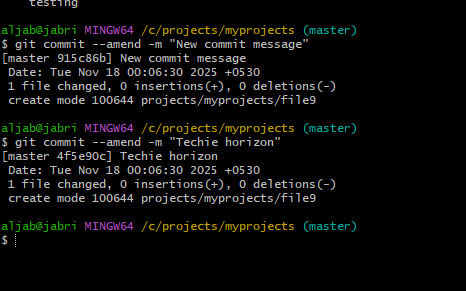 testing
aljab@jabri MINGW64 /c/projects/myprojects (master)
$ git commit --amend -m "New commit message"
[master 915c86b] New commit message
Date: Tue Nov 18 00:06:30 2025 +0530
1 file changed, 0 insertions(+), 0 deletions(-)
create mode 100644 projects/myprojects/file9
aljab@jabri MINGW64 /c/projects/myprojects (master)
$ git commit --amend -m "Techie horizon"
[master 4f5e90c] Techie horizon
Date: Tue Nov 18 00:06:30 2025 +0530
1 file changed, 0 insertions(+), 0 deletions(-)
create mode 100644 projects/myprojects/file9
aljab@jabri MINGW64 /c/projects/myprojects (master)
$